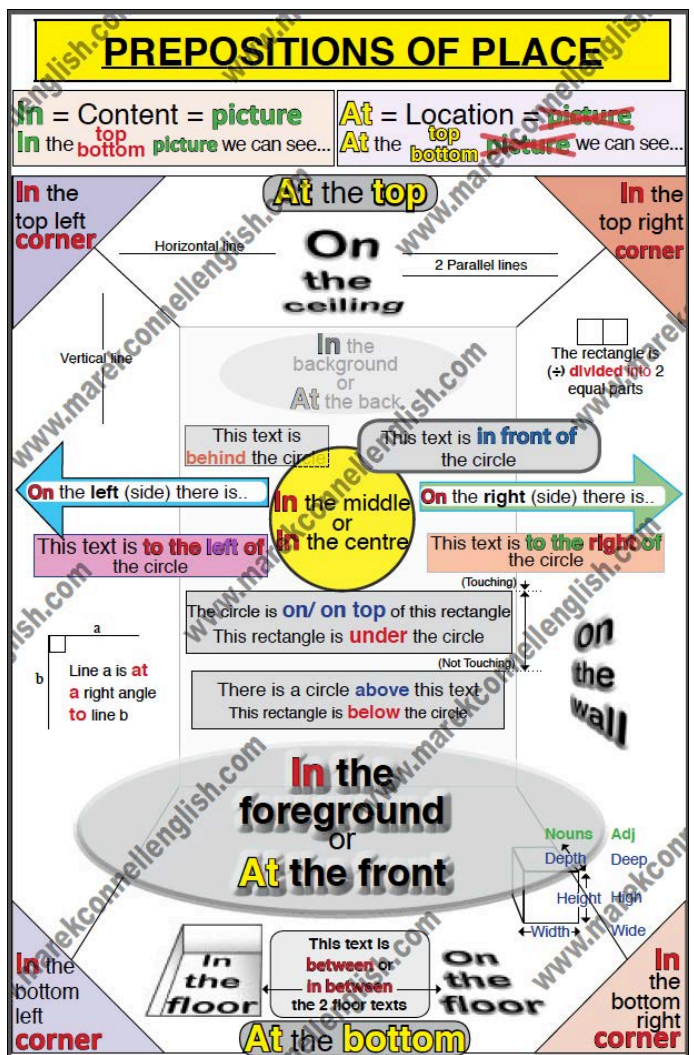 PREPOSITIONS OF PLACE
In = Content = picture
In the top bottom picture we can see...
At = Location = picture
At the top bottom picture we can see...
In the
top left
corner
At the top
In the
top right
corner
Horizontal line
On
the
ceiling
2 Parallel lines
Vertical line
In the
background
or
At the back
The rectangle is
(÷) divided into 2
equal parts
This text is
behind the circle
This text is in front of
the circle
On the left (side) there is..
In the middle
or
In the centre
On the right (side) there is..
This text is to the left of
the circle
This text is to the right of
the circle
(Touching)
The circle is on/ on top of this rectangle
This rectangle is under the circle
(Not Touching)
There is a circle above this text
This rectangle is below the circle
a
b
Line a is at
a right angle
to line b
on
the
wall
In the
foreground
or
At the front
Nouns Adj
Depth Deep
Height High
Width Wide
In the
bottom
left
corner
In
the
floor
This text is
between or
in between
the 2 floor texts
On
the
floor
In
the
bottom
right
corner
At the bottom
www.marekconnellenglish.com